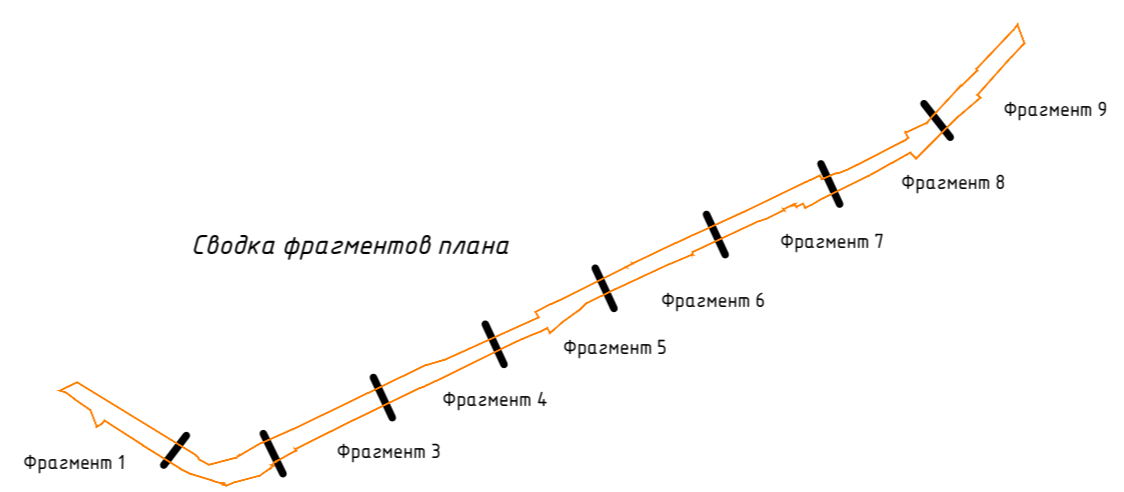 Фрагмент 9
Фрагмент 8
Сводка фрагментов плана
Фрагмент 7
Фрагмент 6
Фрагмент 5
Фрагмент 4
Фрагмент 3
Фрагмент 1